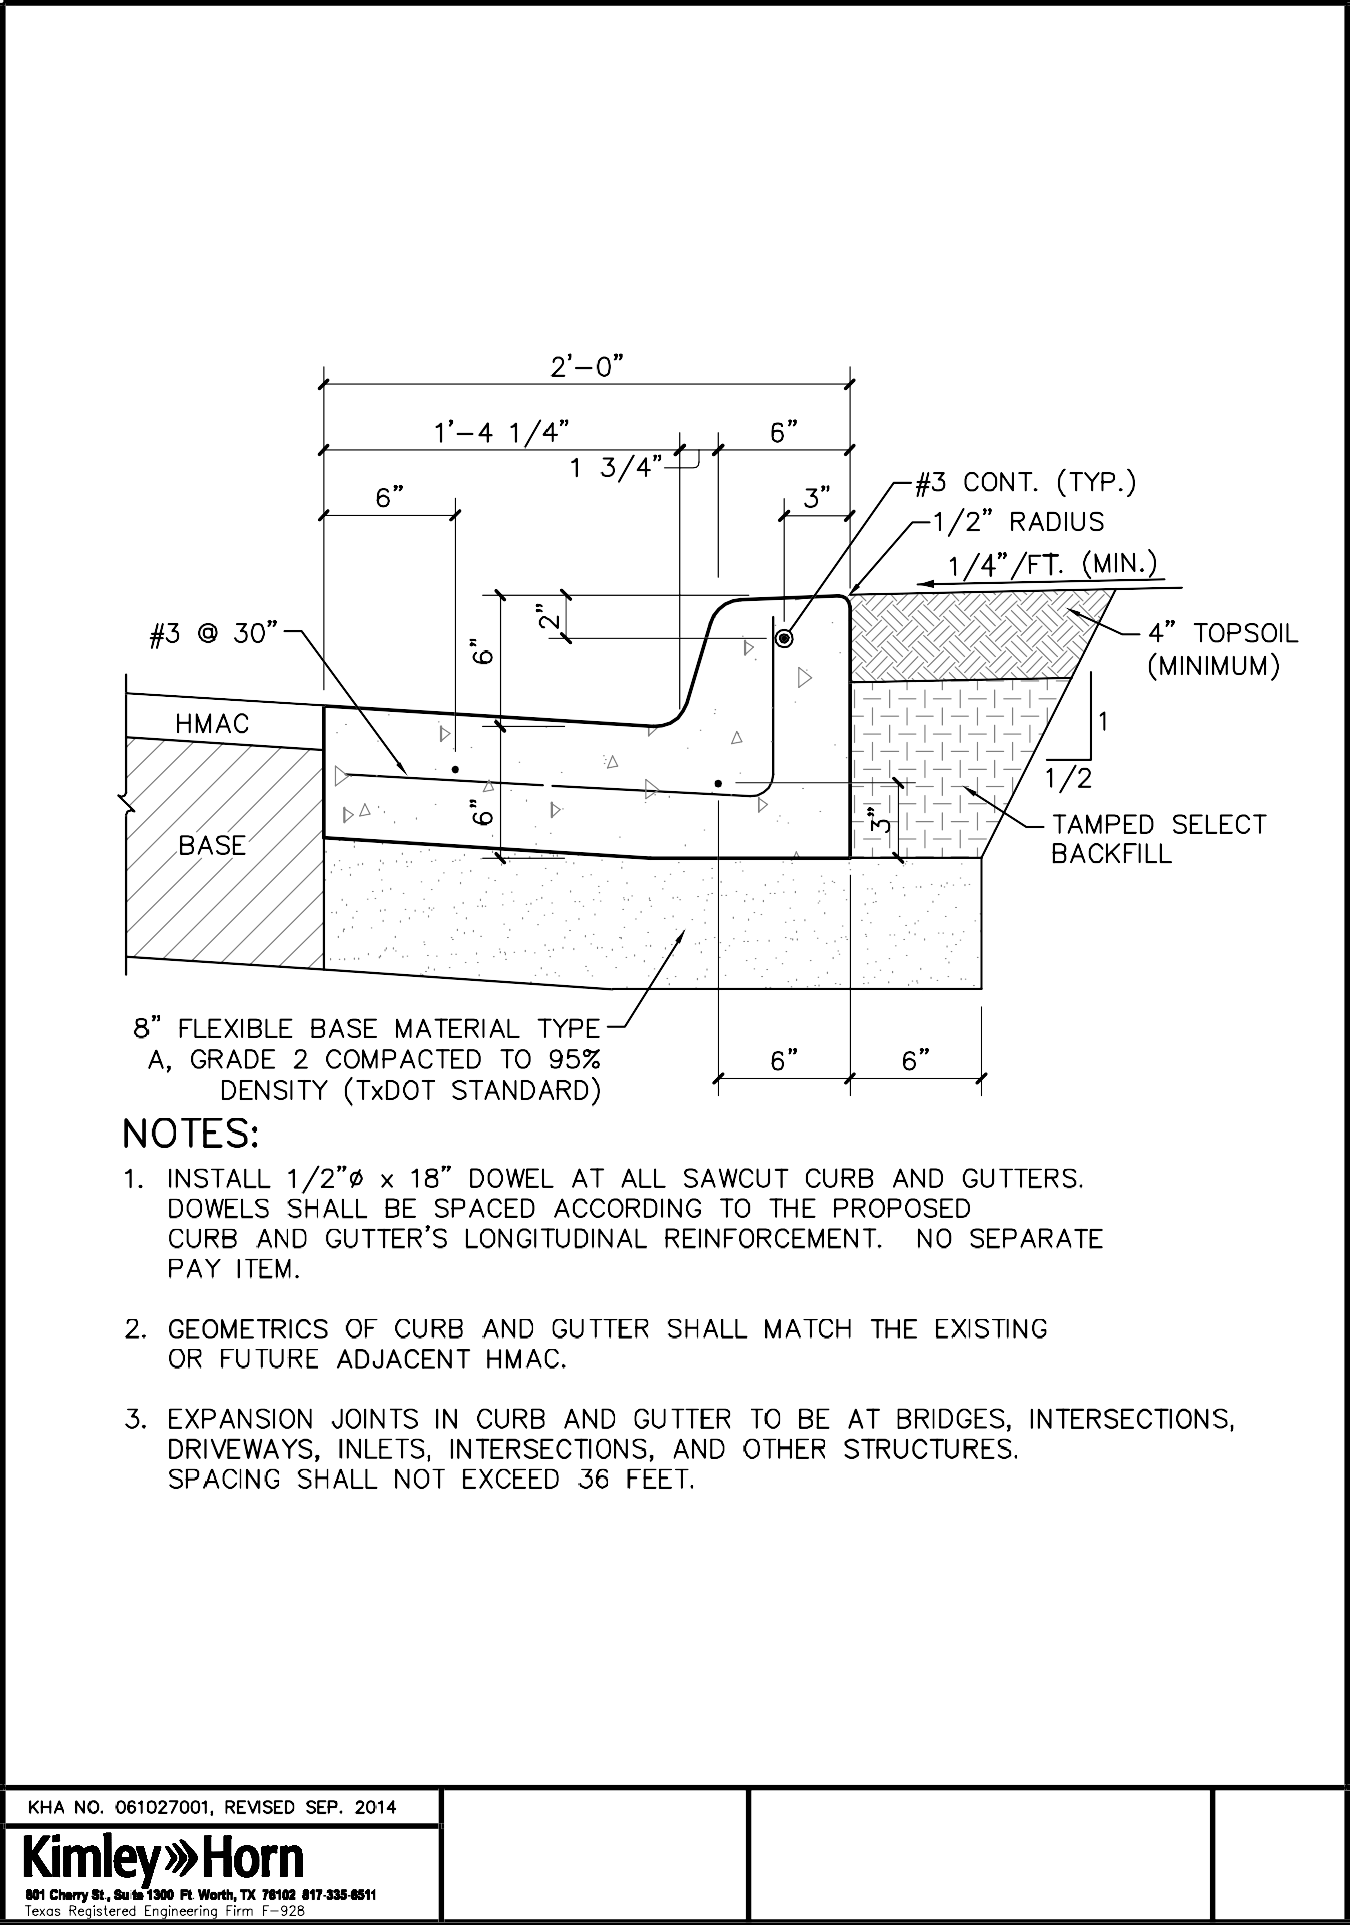 2'-0"
1'-4 1/4"
6"
1 3/4"
6"
3"
#3 CONT. (TYP.)
1/2" RADIUS
1/4"/FT. (MIN.)
2"
6"
#3 @ 30"
4" TOPSOIL
(MINIMUM)
HMAC
1
1/2
6"
3"
TAMPED SELECT
BACKFILL
BASE
8" FLEXIBLE BASE MATERIAL TYPE
A, GRADE 2 COMPACTED TO 95%
DENSITY (TxDOT STANDARD)
6"
6"
NOTES:
1. INSTALL 1/2"ø x 18" DOWEL AT ALL SAWCUT CURB AND GUTTERS.
DOWELS SHALL BE SPACED ACCORDING TO THE PROPOSED
CURB AND GUTTER'S LONGITUDINAL REINFORCEMENT. NO SEPARATE
PAY ITEM.
2. GEOMETRICS OF CURB AND GUTTER SHALL MATCH THE EXISTING
OR FUTURE ADJACENT HMAC.
3. EXPANSION JOINTS IN CURB AND GUTTER TO BE AT BRIDGES, INTERSECTIONS,
DRIVEWAYS, INLETS, INTERSECTIONS, AND OTHER STRUCTURES.
SPACING SHALL NOT EXCEED 36 FEET.
KHA NO. 061027001, REVISED SEP. 2014
Kimley»Horn
801 Cherry St., Suite 1300 Ft. Worth, TX 76102 817-335-6511
Texas Registered Engineering Firm F-928